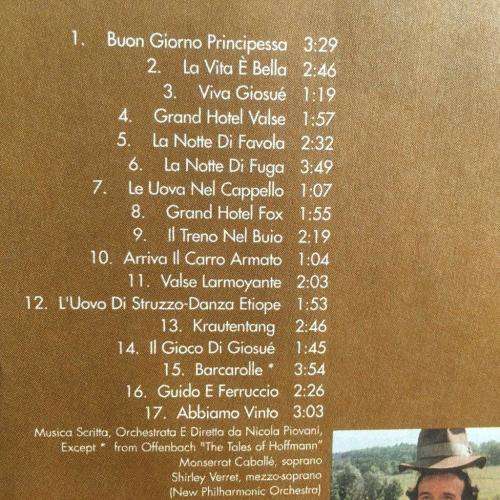 1. Buon Giorno Principessa 3:29
2. La Vita È Bella 2:46
3. Viva Giosué 1:19
4. Grand Hotel Valse 1:57
5. La Notte Di Favola 2:32
6. La Notte Di Fuga 3:49
7. Le Uova Nel Cappello 1:07
8. Grand Hotel Fox 1:55
9. Il Treno Nel Buio 2:19
10. Arriva Il Carro Armato 1:04
11. Valse Larmoyante 2:03
12. L'Uovo Di Struzzo-Danza Etiope 1:53
13. Krautentang 2:46
14. Il Gioco Di Giosué 1:45
15. Barcarolle * 3:54
16. Guido E Ferruccio 2:26
17. Abbiamo Vinto 3:03
Musica Scritta, Orchestrata E Diretta da Nicola Piovani,
Except * from Offenbach "The Tales of Hoffmann"
Monserrat Caballé, soprano
Shirley Verret, mezzo-soprano
(New Philharmonic Orchestra)